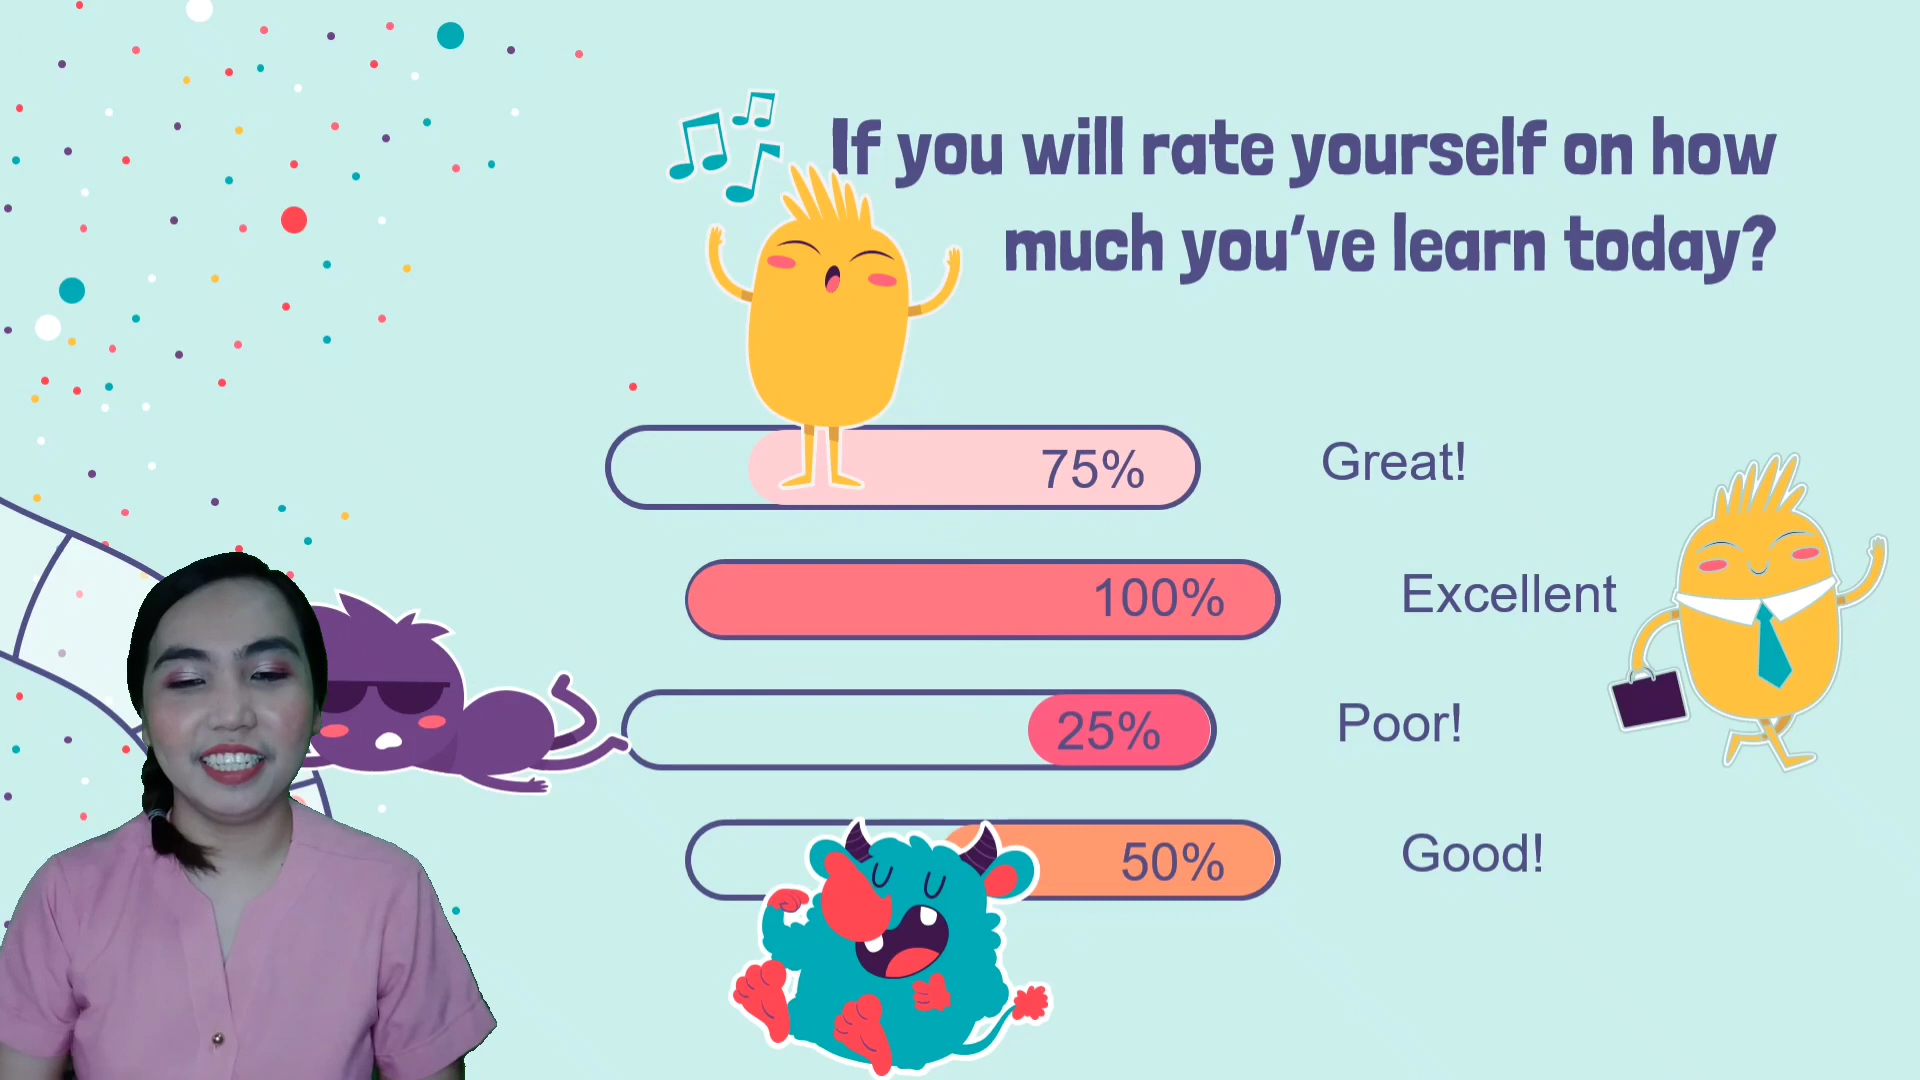 If you will rate yourself on how
much you've learn today?
75% Great!
100% Excellent
25% Poor!
50% Good!